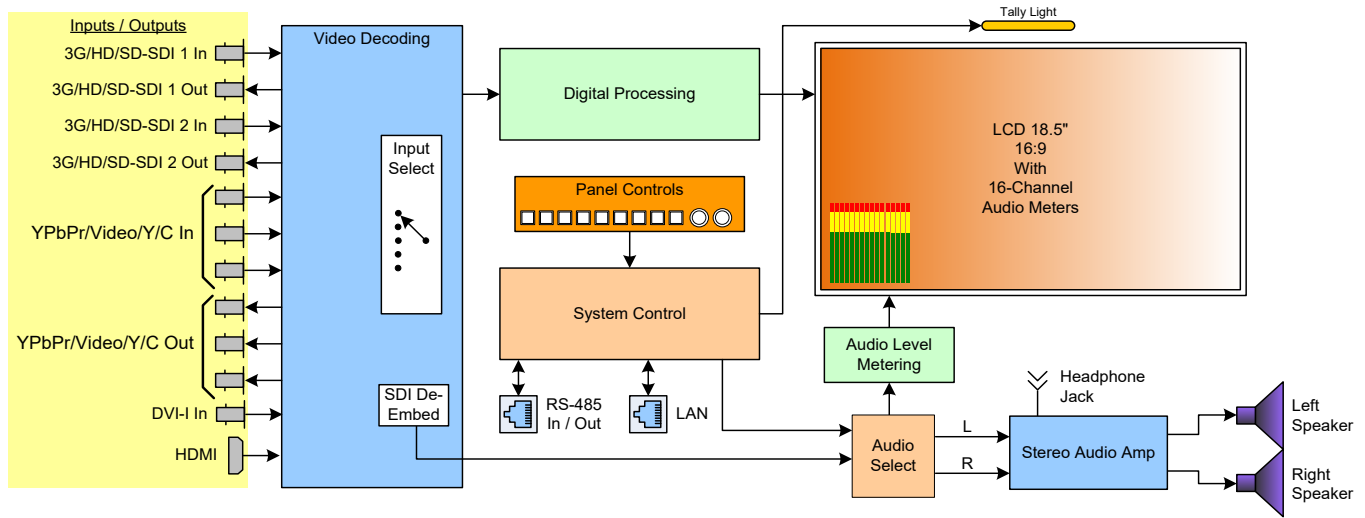 Inputs / Outputs
3G/HD/SD-SDI 1 In
3G/HD/SD-SDI 1 Out
3G/HD/SD-SDI 2 In
3G/HD/SD-SDI 2 Out
YPbPr/Video/Y/C In
YPbPr/Video/Y/C Out
DVI-I In
HDMI
Video Decoding
Input
Select
SDI De-
Embed
Digital Processing
Panel Controls
System Control
RS-485
In / Out
LAN
Tally Light
LCD 18.5"
16:9
With
16-Channel
Audio Meters
Audio Level
Metering
Audio
Select
L
R
Headphone
Jack
Stereo Audio Amp
Left
Speaker
Right
Speaker